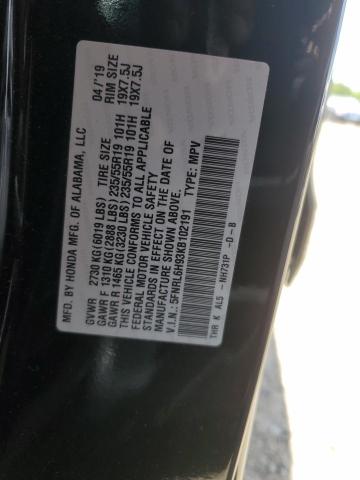 MFD. BY HONDA MFG. OF ALABAMA, LLC 04/'19
GVWR 2730 KG(6019 LBS) TIRE SIZE RIM SIZE
GAWR F 1310 KG(2888 LBS) 235/55R19 101H 19X7.5J
GAWR R 1465 KG(3230 LBS) 235/55R19 101H 19X7.5J
THIS VEHICLE CONFORMS TO ALL APPLICABLE
FEDERAL MOTOR VEHICLE SAFETY
STANDARDS IN EFFECT ON THE DATE OF
MANUFACTURE SHOWN ABOVE.
V.I.N.: 5FNRL6H93KB102191 TYPE: MPV
THR K AL5 - NH731P -D-B